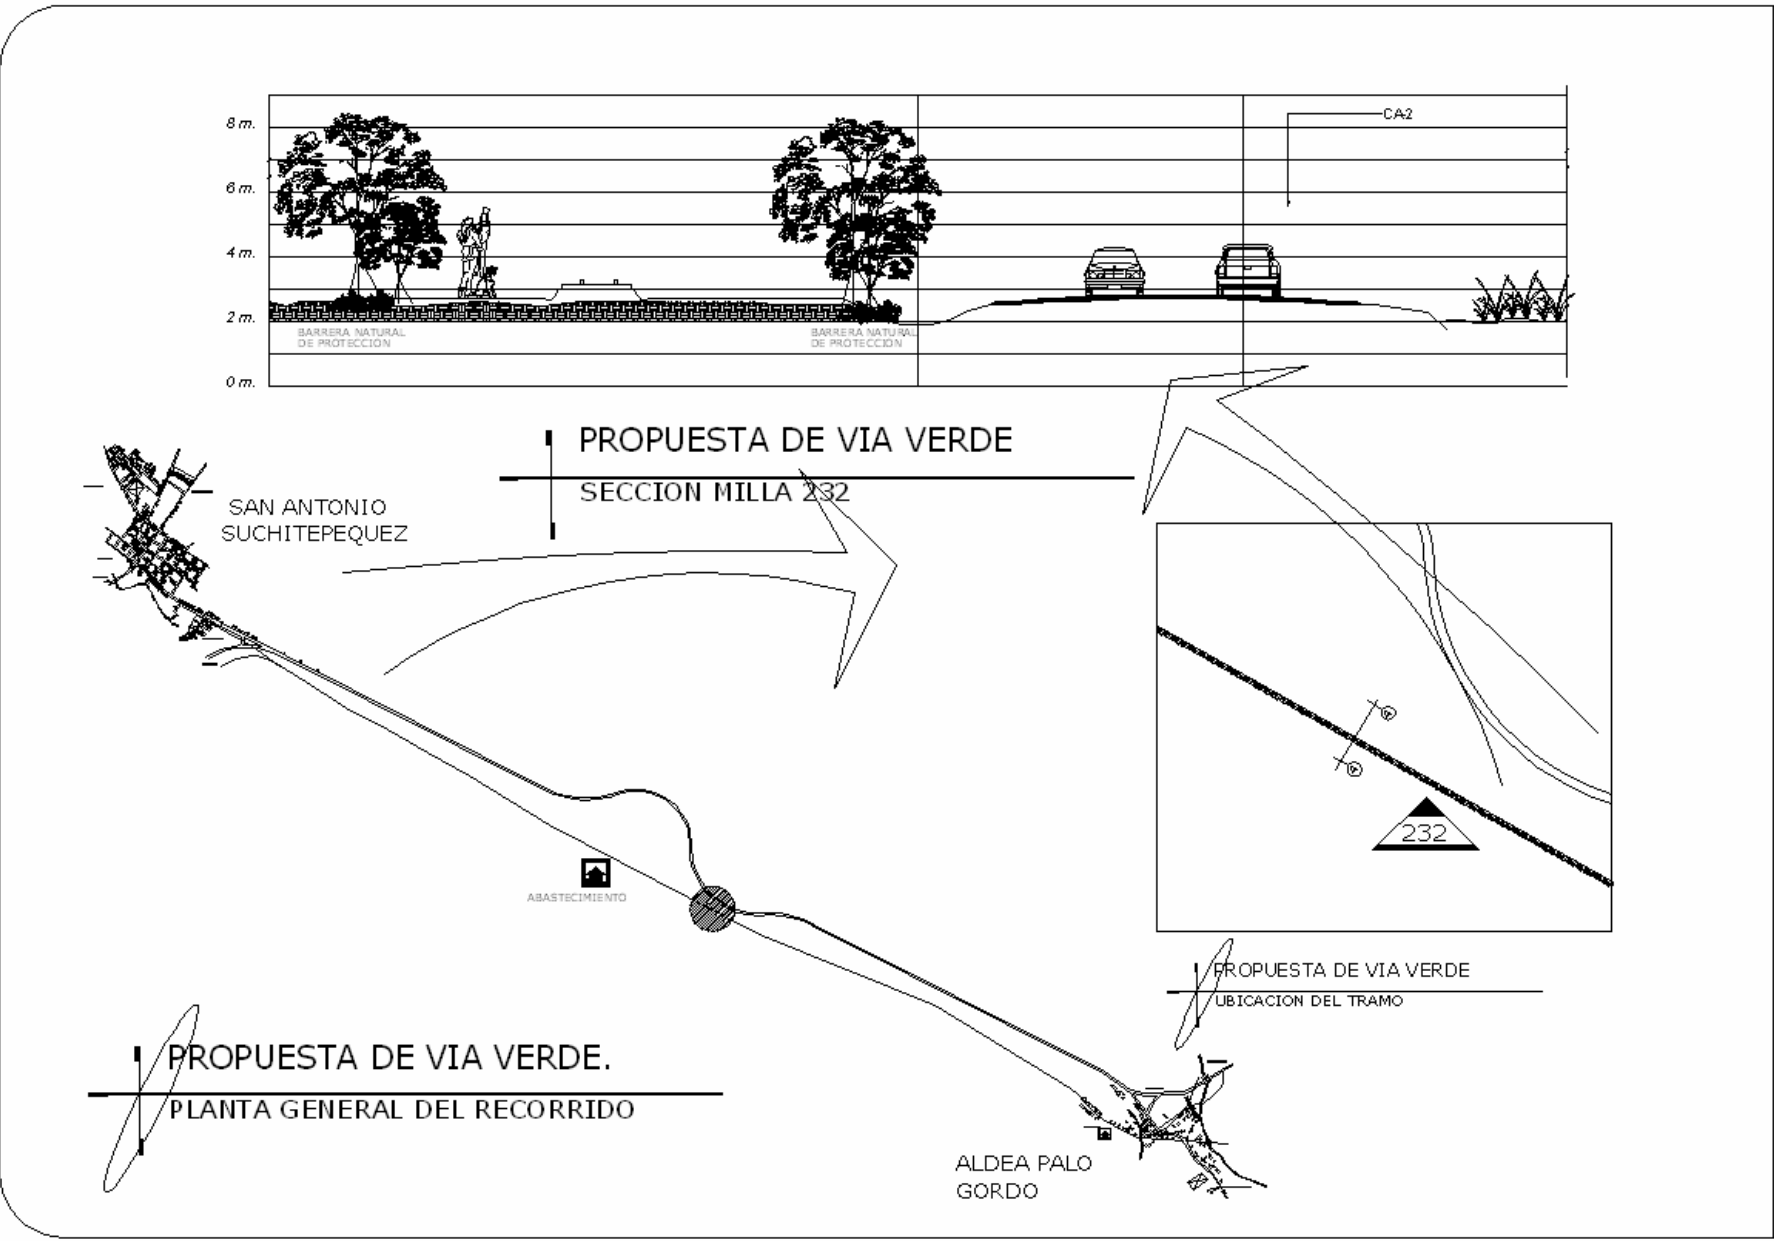 8 m.
CA2
6 m.
4 m.
2 m.
BARRERA NATURAL
DE PROTECCION
BARRERA NATURAL
DE PROTECCION
0 m.
PROPUESTA DE VIA VERDE
SECCION MILLA 232
SAN ANTONIO
SUCHITEPEQUEZ
232
ABASTECIMIENTO
PROPUESTA DE VIA VERDE
UBICACION DEL TRAMO
PROPUESTA DE VIA VERDE.
PLANTA GENERAL DEL RECORRIDO
ALDEA PALO
GORDO